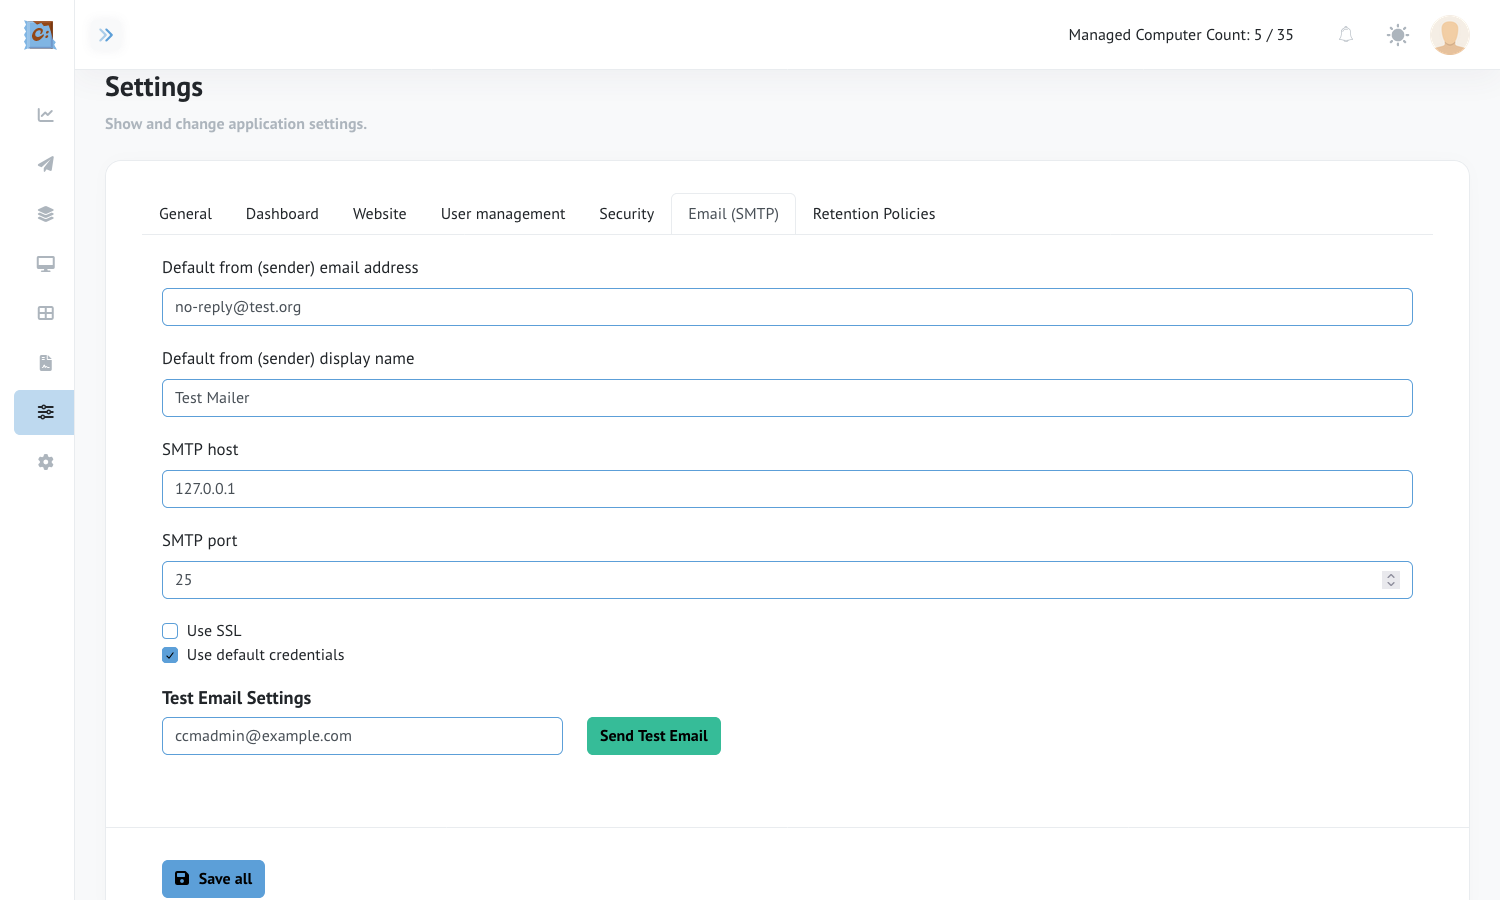 Managed Computer Count: 5 / 35
Settings
Show and change application settings.
General Dashboard Website User management Security Email (SMTP) Retention Policies
Default from (sender) email address
no-reply@test.org
Default from (sender) display name
Test Mailer
SMTP host
127.0.0.1
SMTP port
25
Use SSL
Use default credentials
Test Email Settings
ccmadmin@example.com Send Test Email
Save all